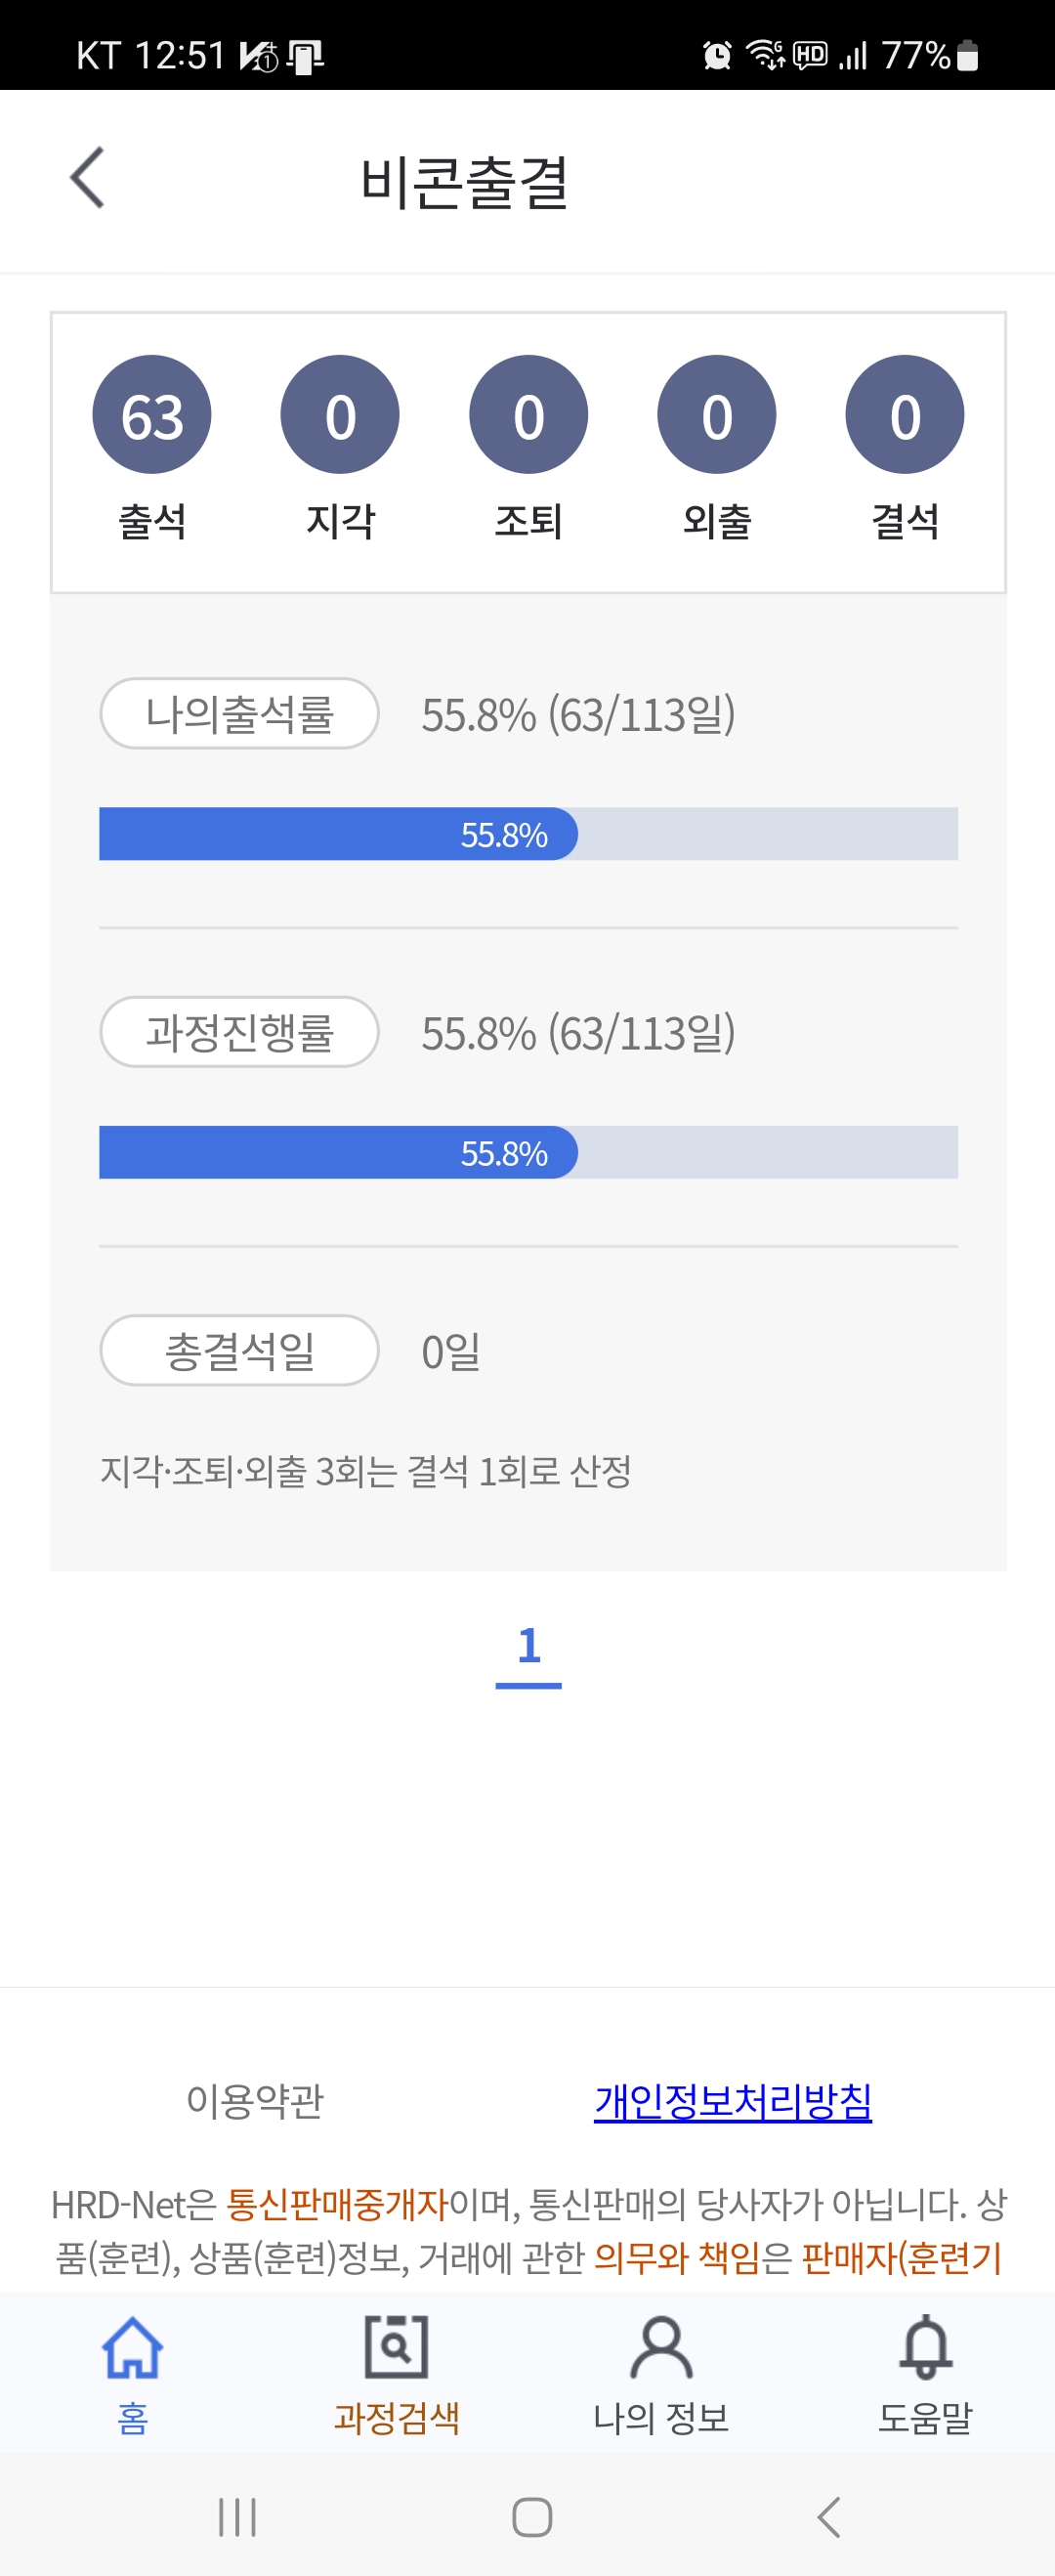 KT 12:51
HD 77%
비콘출결
63 0 0 0 0
출석 지각 조퇴 외출 결석
나의출석률 55.8% (63/113일)
55.8%
과정진행률 55.8% (63/113일)
55.8%
총결석일 0일
지각·조퇴·외출 3회는 결석 1회로 산정
1
이용약관 개인정보처리방침
HRD-Net은 통신판매중개자이며, 통신판매의 당사자가 아닙니다. 상
품(훈련), 상품(훈련)정보, 거래에 관한 의무와 책임은 판매자(훈련기
홈 과정검색 나의 정보 도움말